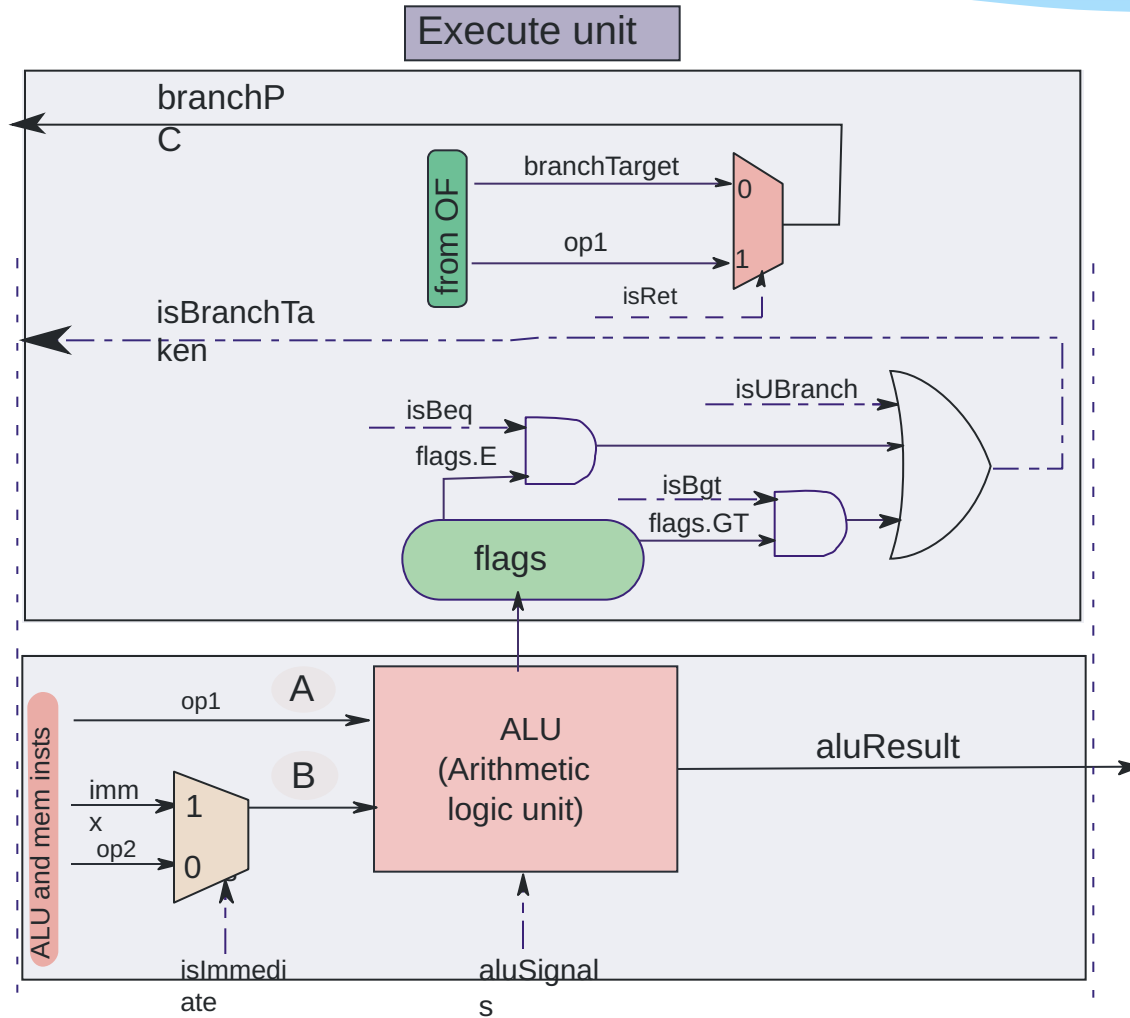 Execute unit
branchP
C
branchTarget
0
from OF
op1
1
isRet
isBranchTa
ken
isUBranch
isBeq
flags.E
isBgt
flags.GT
flags
A
op1
ALU
(Arithmetic
logic unit)
aluResult
B
imm
x
1
op2
0
ALU and mem insts
isImmedi
ate
aluSignal
s